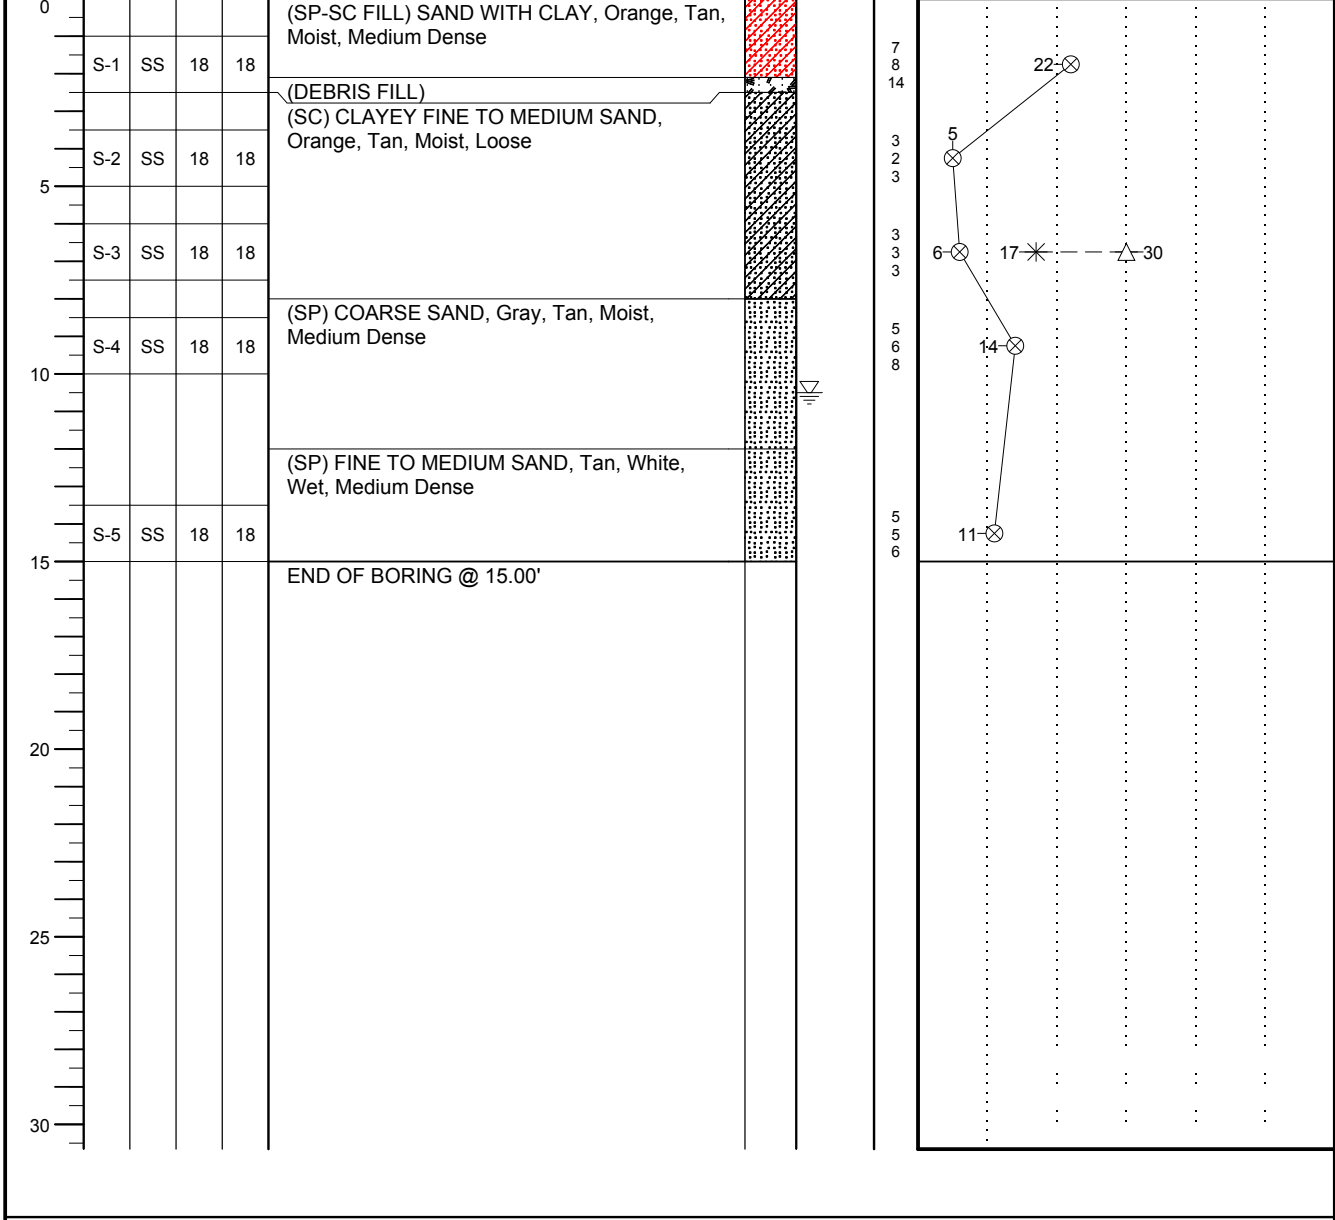 0
(SP-SC FILL) SAND WITH CLAY, Orange, Tan,
Moist, Medium Dense
S-1 SS 18 18
7
8
14
22
(DEBRIS FILL)
(SC) CLAYEY FINE TO MEDIUM SAND,
Orange, Tan, Moist, Loose
S-2 SS 18 18
3
2
3
5
5
S-3 SS 18 18
3
3
3
6 17 30
(SP) COARSE SAND, Gray, Tan, Moist,
Medium Dense
S-4 SS 18 18
5
6
8
14
10
(SP) FINE TO MEDIUM SAND, Tan, White,
Wet, Medium Dense
S-5 SS 18 18
5
5
6
11
15
END OF BORING @ 15.00'
20
25
30